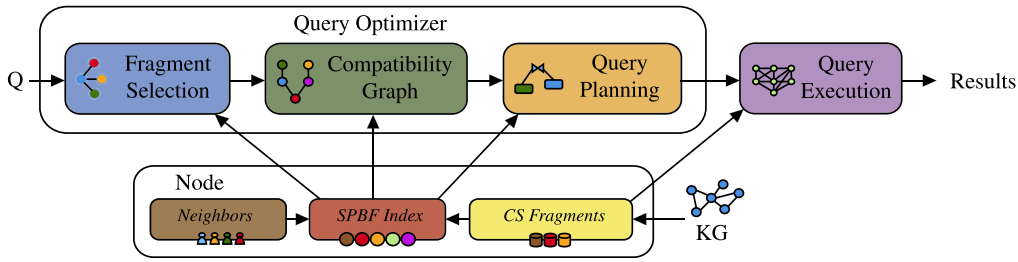 Query Optimizer
Q
Fragment
Selection
Compatibility
Graph
Query
Planning
Query
Execution
Results
Node
Neighbors
SPBF Index
CS Fragments
KG